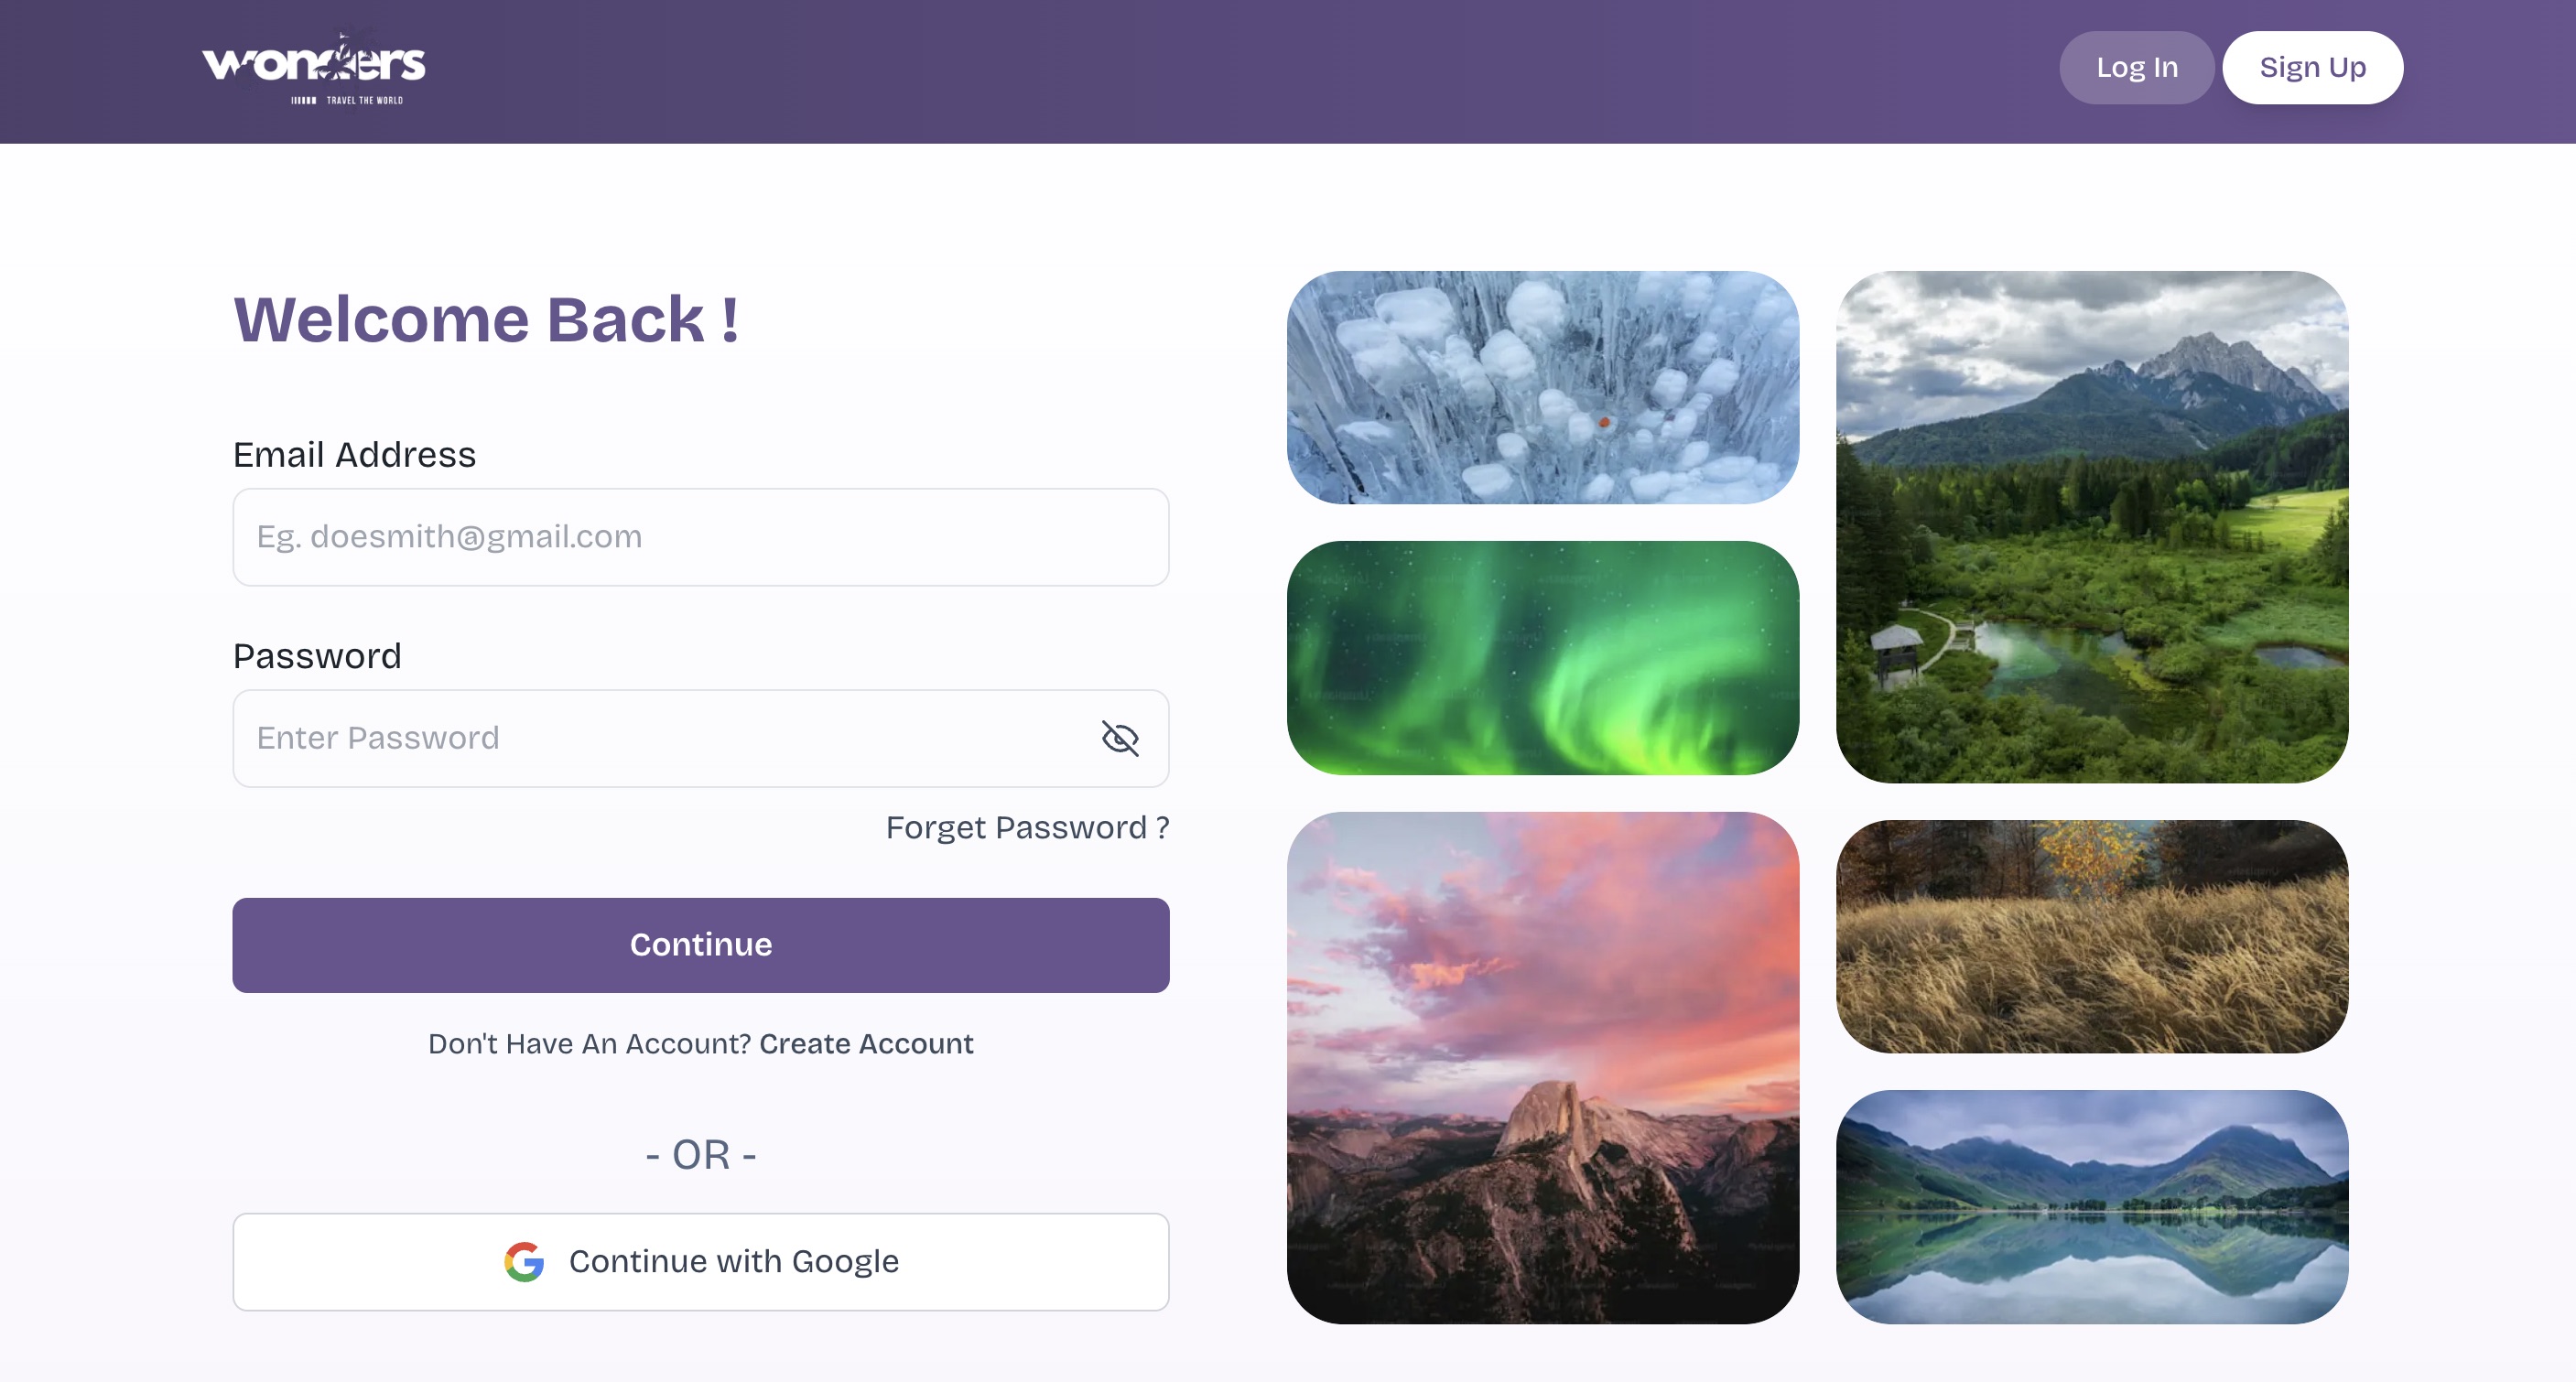 wonders
TRAVEL THE WORLD
Log In
Sign Up
Welcome Back !
Email Address
Eg. doesmith@gmail.com
Password
Enter Password
Forget Password ?
Continue
Don't Have An Account? Create Account
- OR -
Continue with Google